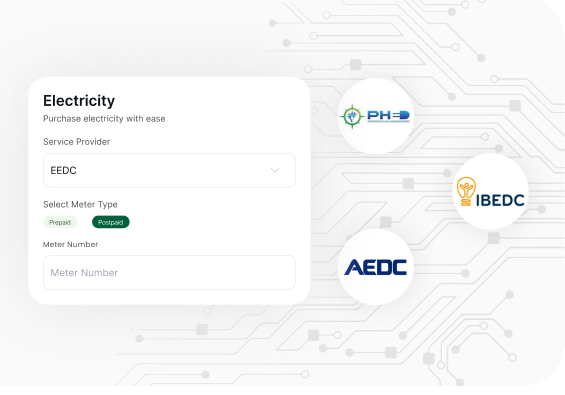 Electricity
Purchase electricity with ease
Service Provider
EEDC
Select Meter Type
Prepaid
Postpaid
Meter Number
Meter Number
PHED
IBEDC
AEDC